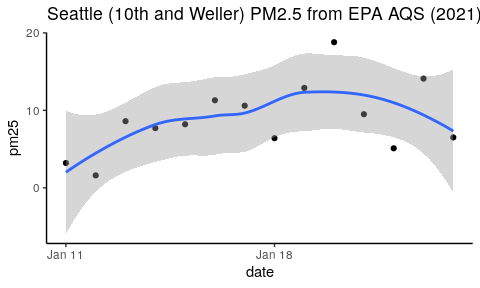 Seattle (10th and Weller) PM2.5 from EPA AQS (2021)
20
10
0
pm25
Jan 11
Jan 18
date